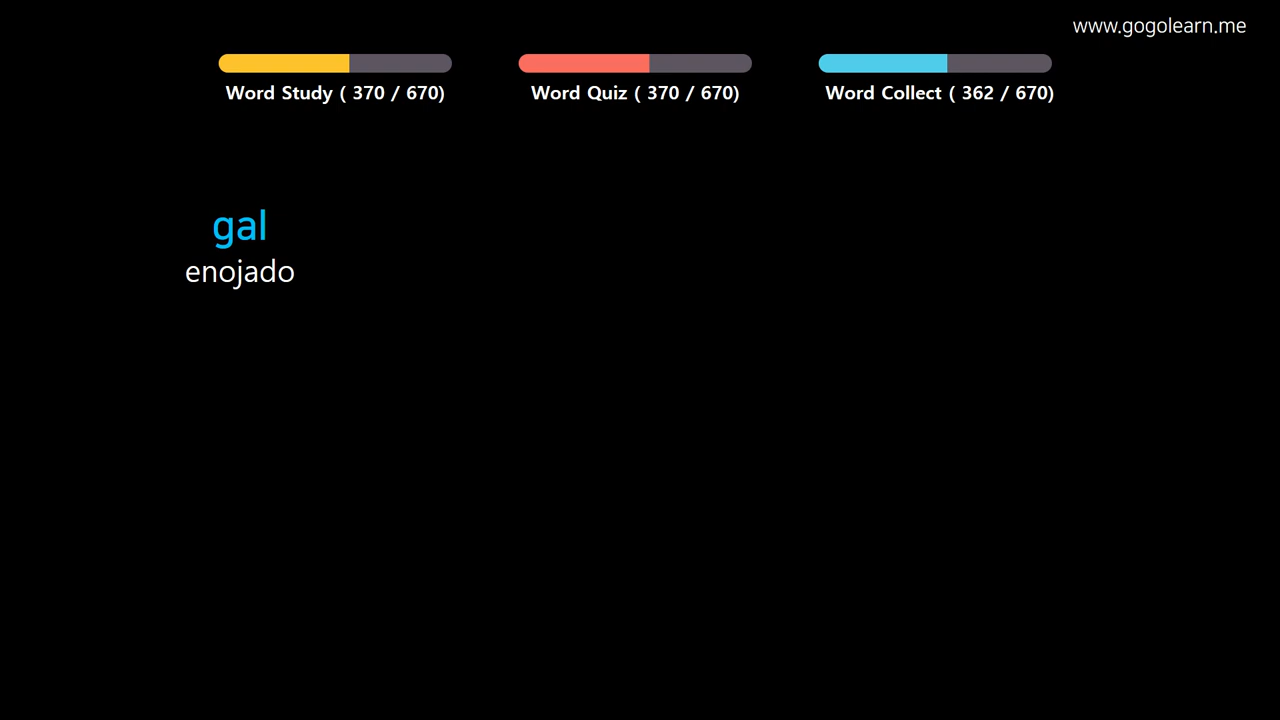 www.gogolearn.me
Word Study ( 370 / 670)
Word Quiz ( 370 / 670)
Word Collect ( 362 / 670)
gal
enojado